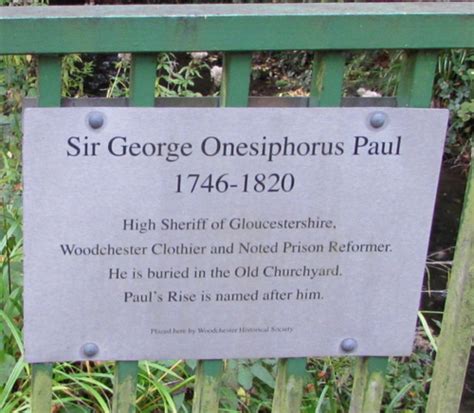 Sir George Onesiphorus Paul
1746-1820
High Sheriff of Gloucestershire,
Woodchester Clothier and Noted Prison Reformer.
He is buried in the Old Churchyard.
Paul's Rise is named after him.
Placed here by Woodchester Historical Society